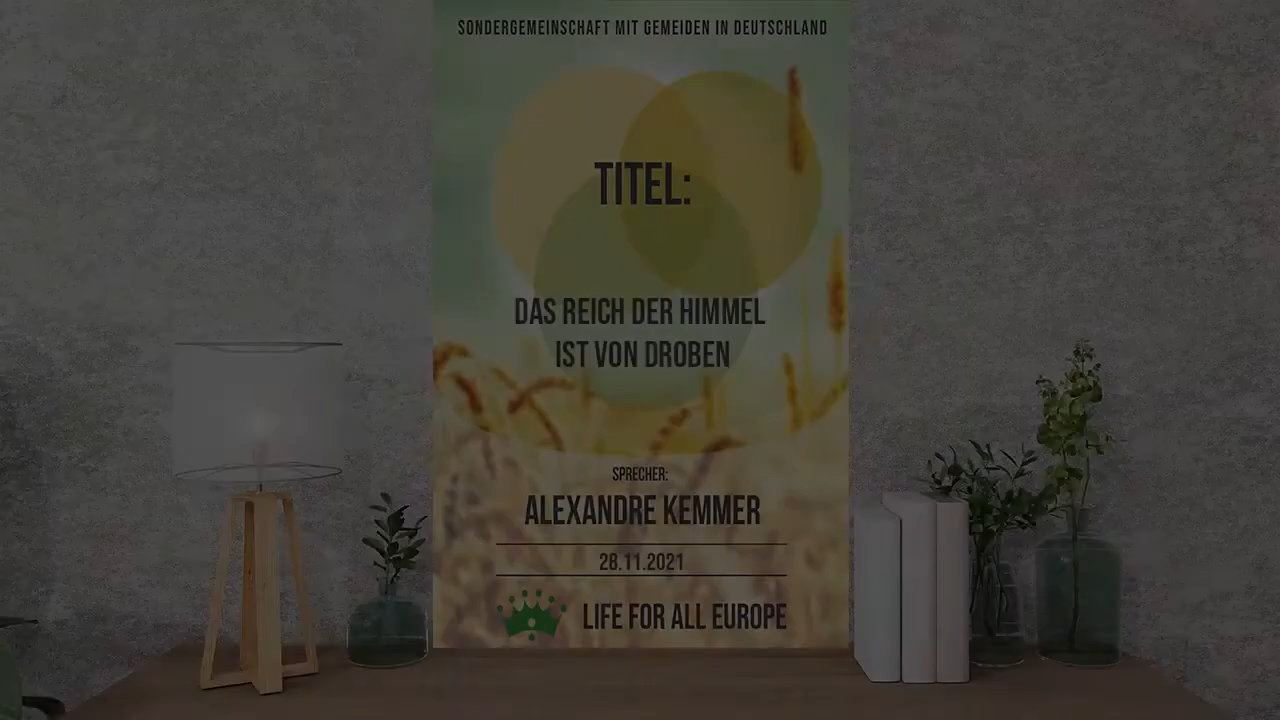 SONDERGEMEINSCHAFT MIT GEMEIDEN IN DEUTSCHLAND
TITEL:
DAS REICH DER HIMMEL
IST VON DROBEN
SPRECHER:
ALEXANDRE KEMMER
28.11.2021
LIFE FOR ALL EUROPE